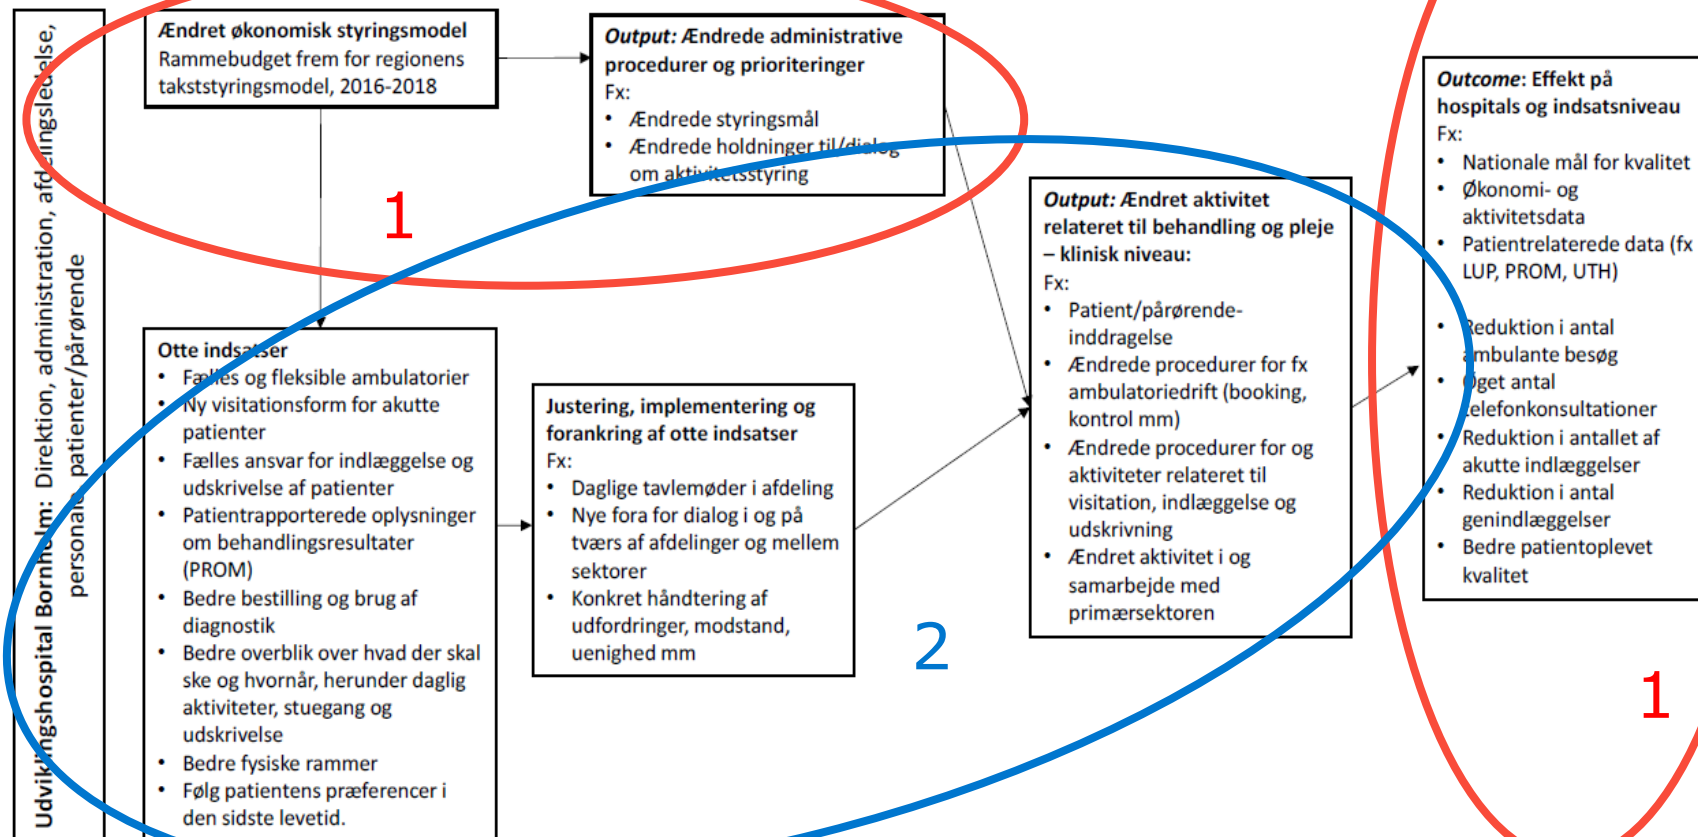 Udviklingshospital Bornholm: Direktion, administration, afdelingsledelse,
personale, patienter/pårørende
Ændret økonomisk styringsmodel
Rammebudget frem for regionens
takststyringsmodel, 2016-2018
Output: Ændrede administrative
procedurer og prioriteringer
Fx:
• Ændrede styringsmål
• Ændrede holdninger til/dialog
om aktivitetsstyring
1
Otte indsatser
• Fælles og fleksible ambulatorier
• Ny visitationsform for akutte
patienter
• Fælles ansvar for indlæggelse og
udskrivelse af patienter
• Patientrapporterede oplysninger
om behandlingsresultater
(PROM)
• Bedre bestilling og brug af
diagnostik
• Bedre overblik over hvad der skal
ske og hvornår, herunder daglig
aktiviteter, stuegang og
udskrivelse
• Bedre fysiske rammer
• Følg patientens præferencer i
den sidste levetid.
Justering, implementering og
forankring af otte indsatser
Fx:
• Daglige tavlemøder i afdeling
• Nye fora for dialog i og på
tværs af afdelinger og mellem
sektorer
• Konkret håndtering af
udfordringer, modstand,
uenighed mm
2
Output: Ændret aktivitet
relateret til behandling og pleje
– klinisk niveau:
Fx:
• Patient/pårørende-
inddragelse
• Ændrede procedurer for fx
ambulatoriedrift (booking,
kontrol mm)
• Ændrede procedurer for og
aktiviteter relateret til
visitation, indlæggelse og
udskrivning
• Ændret aktivitet i og
samarbejde med
primærsektoren
Outcome: Effekt på
hospitals og indsatsniveau
Fx:
• Nationale mål for kvalitet
• Økonomi- og
aktivitetsdata
• Patientrelaterede data (fx
LUP, PROM, UTH)
• Reduktion i antal
ambulante besøg
• Øget antal
telefonkonsultationer
• Reduktion i antallet af
akutte indlæggelser
• Reduktion i antal
genindlæggelser
• Bedre patientoplevet
kvalitet
1